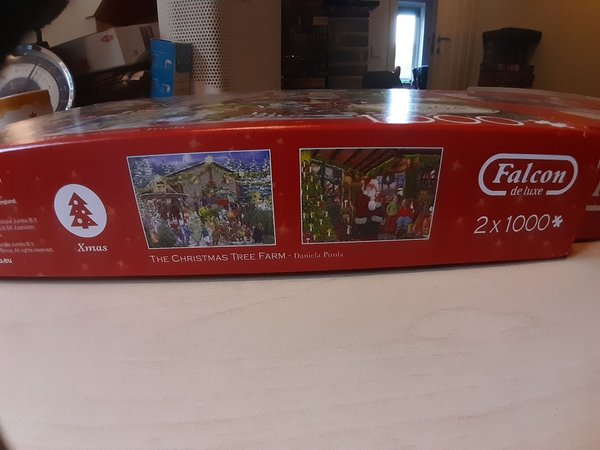 Falcon
de luxe
2 x 1000
Xmas
THE CHRISTMAS TREE FARM · Daniela Pirola